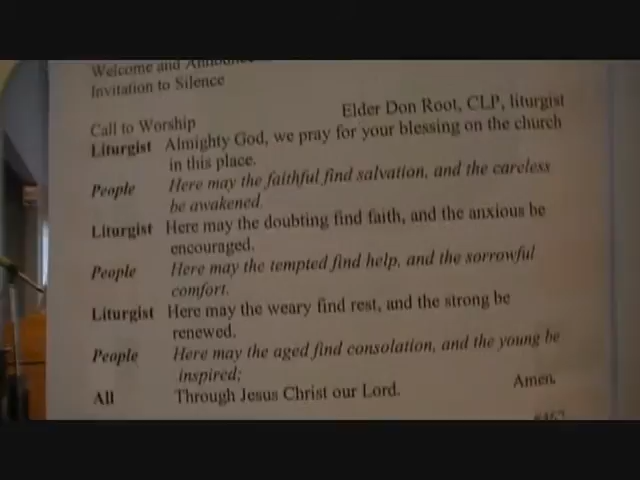 Welcome and Announce
Invitation to Silence
Elder Don Root, CLP, liturgist
Call to Worship
Liturgist Almighty God, we pray for your blessing on the church
in this place.
People Here may the faithful find salvation, and the careless
be awakened.
Liturgist Here may the doubting find faith, and the anxious be
encouraged.
People Here may the tempted find help, and the sorrowful
comfort.
Liturgist Here may the weary find rest, and the strong be
renewed.
People Here may the aged find consolation, and the young be
inspired;
All Through Jesus Christ our Lord. Amen.